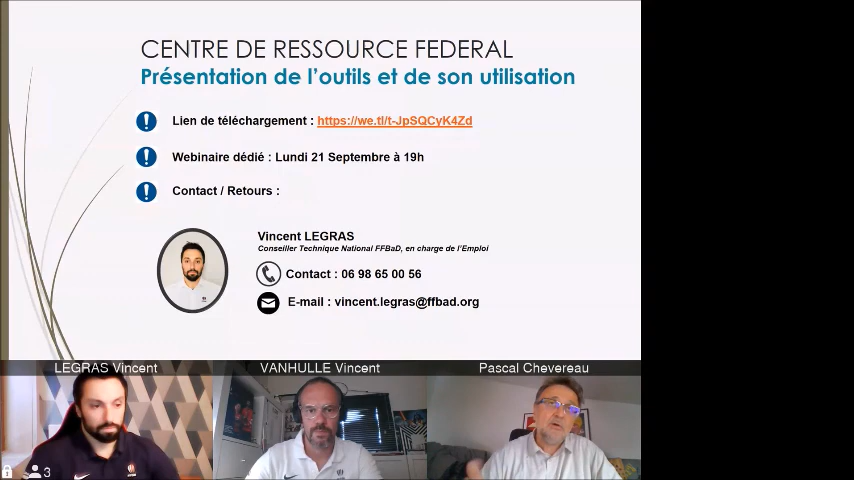 CENTRE DE RESSOURCE FEDERAL
Présentation de l'outils et de son utilisation
Lien de téléchargement : https://we.tl/t-JpSQCyK4Zd
Webinaire dédié : Lundi 21 Septembre à 19h
Contact / Retours :
Vincent LEGRAS
Conseiller Technique National FFBaD, en charge de l'Emploi
Contact : 06 98 65 00 56
E-mail : vincent.legras@ffbad.org
LEGRAS Vincent
VANHULLE Vincent
Pascal Chevereau
3